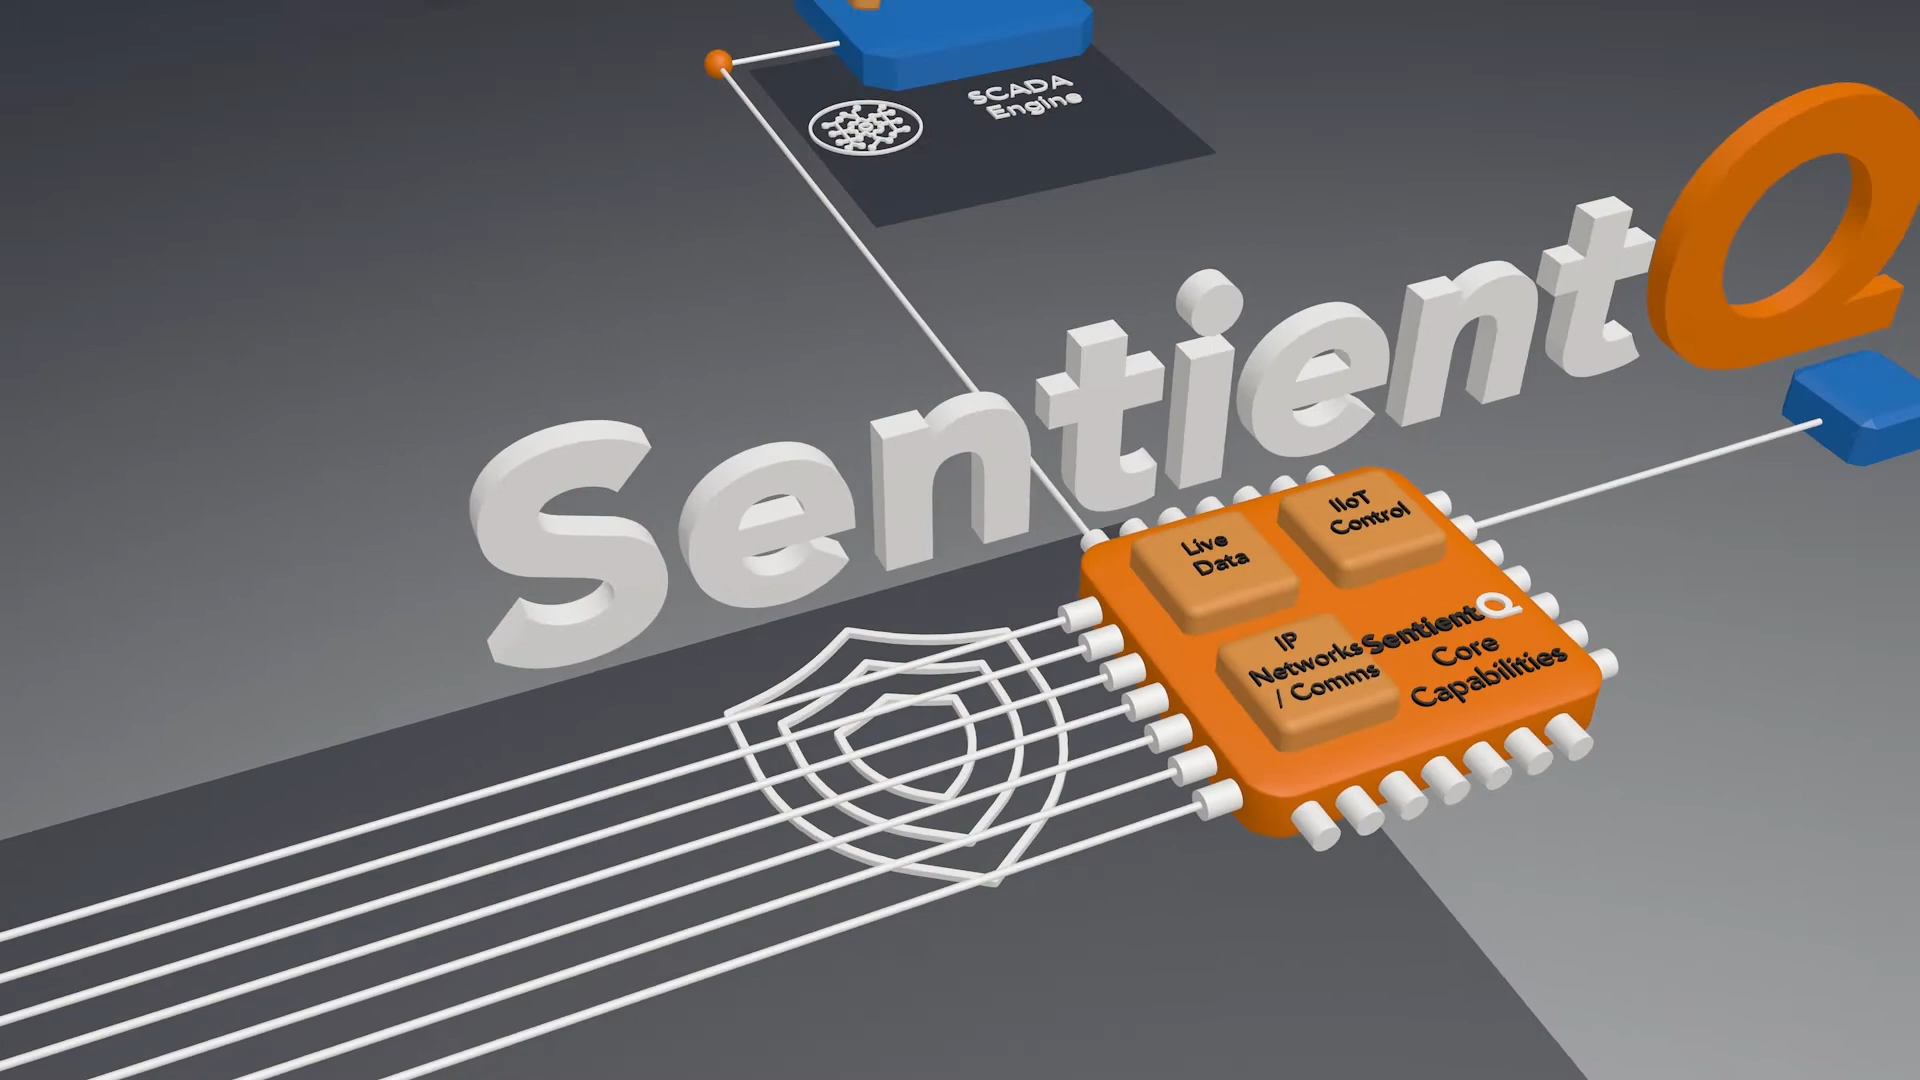 SCADA
Engine
SentientQ
Live
Data
IIoT
Control
IP
Networks
/ Comms
SentientQ
Core
Capabilities